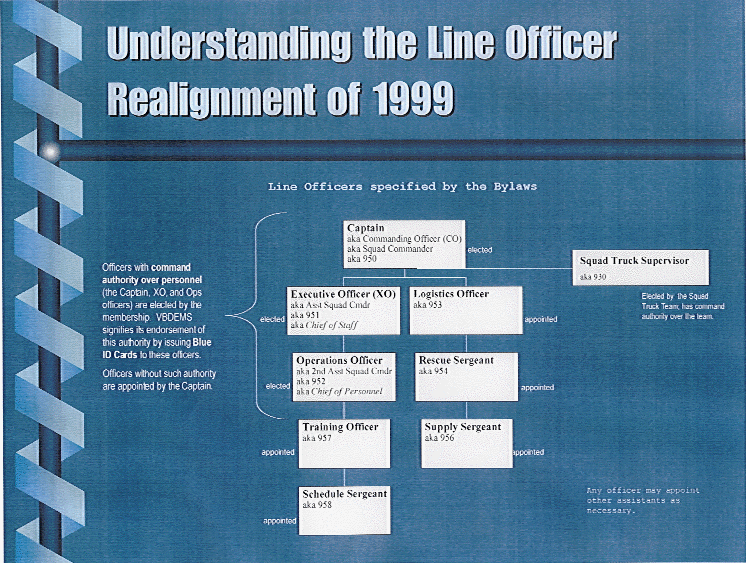 Understanding the Line Officer
Realignment of 1999
Line Officers specified by the Bylaws
Officers with command
authority over personnel
(the Captain, XO, and Ops
officers) are elected by the
membership. VBDEMS
signifies its endorsement of
this authority by issuing Blue
ID Cards to these officers.
Officers without such authority
are appointed by the Captain.
Captain
aka Commanding Officer (CO)
aka Squad Commander
aka 950
elected
Squad Truck Supervisor
aka 930
Elected by the Squad
Truck Team, has command
authority over the team.
Executive Officer (XO)
aka Asst Squad Cmdr
aka 951
aka Chief of Staff
elected
Logistics Officer
aka 953
appointed
Operations Officer
aka 2nd Asst Squad Cmdr
aka 952
aka Chief of Personnel
elected
Rescue Sergeant
aka 954
appointed
Training Officer
aka 957
appointed
Supply Sergeant
aka 956
appointed
Schedule Sergeant
aka 958
appointed
Any officer may appoint
other assistants as
necessary.